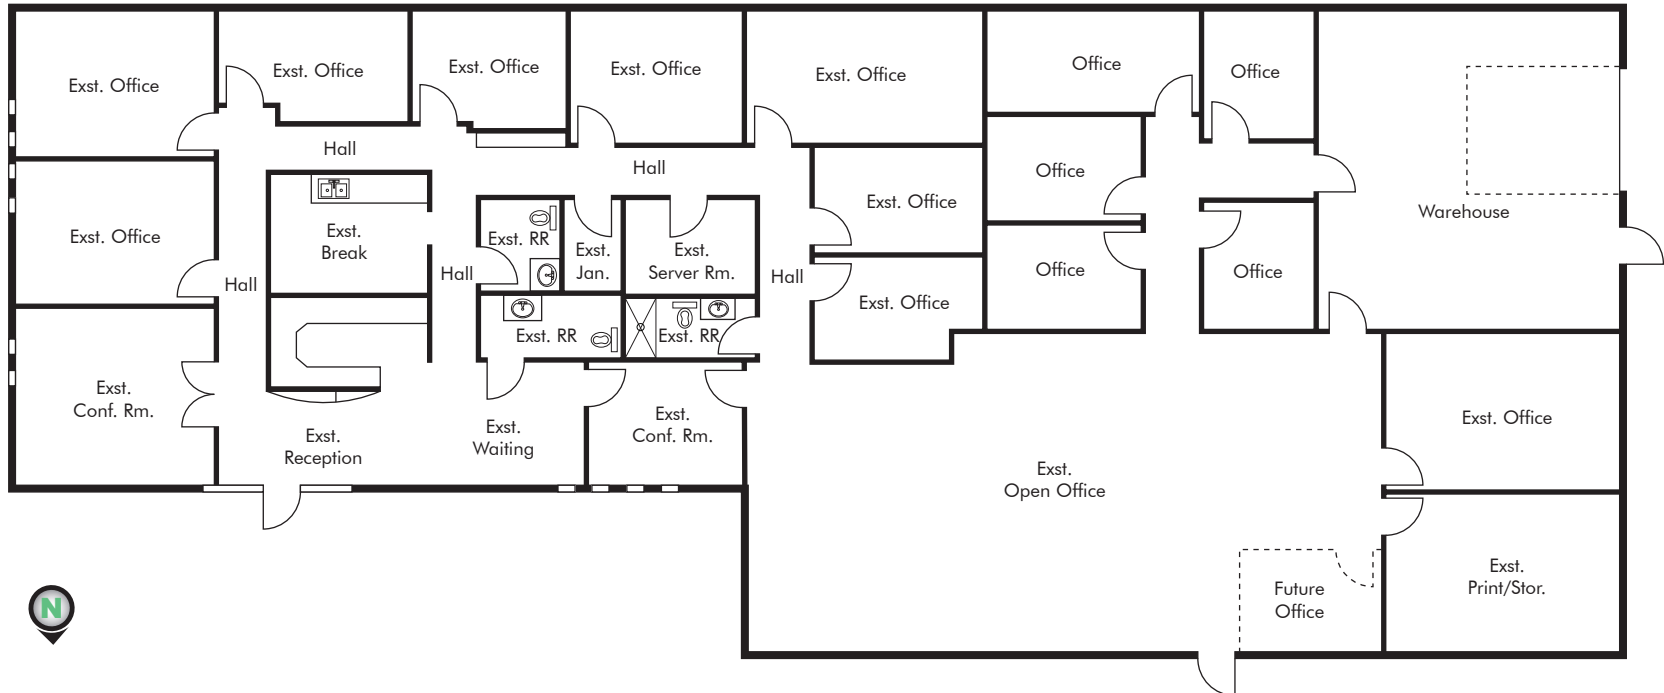 Exst. Office
Exst. Office
Exst. Office
Exst. Office
Exst. Office
Office
Office
Hall
Hall
Office
Exst. Office
Warehouse
Exst. Office
Exst.
Break
Exst. RR
Exst.
Jan.
Exst.
Server Rm.
Hall
Hall
Hall
Office
Office
Exst. Office
Exst. RR
Exst. RR
Exst.
Conf. Rm.
Exst.
Reception
Exst.
Waiting
Exst.
Conf. Rm.
Exst. Office
Exst.
Open Office
Exst.
Print/Stor.
Future
Office
N